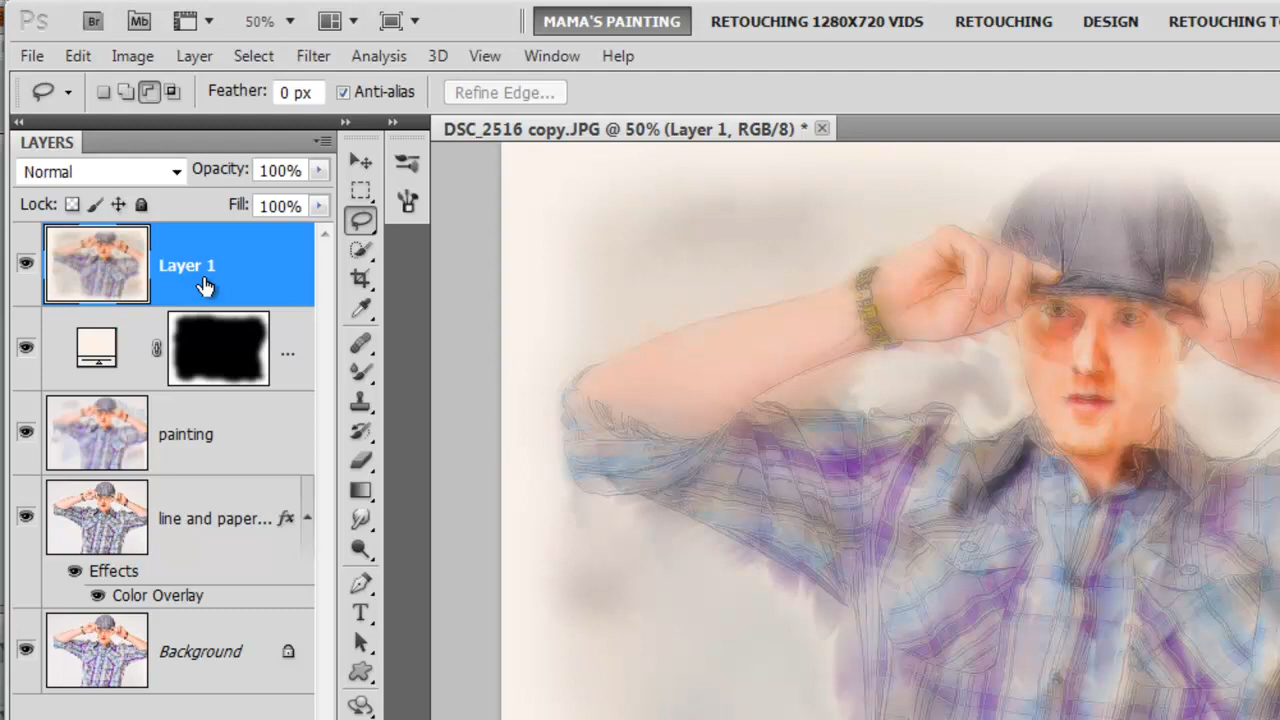 Ps Br Mb 50% MAMA'S PAINTING RETOUCHING 1280X720 VIDS RETOUCHING DESIGN RETOUCHING TO
File Edit Image Layer Select Filter Analysis 3D View Window Help
Feather: 0 px Anti-alias Refine Edge...
LAYERS
DSC_2516 copy.JPG @ 50% (Layer 1, RGB/8) *
Normal Opacity: 100%
Lock: Fill: 100%
Layer 1
...
painting
line and paper... fx
Effects
Color Overlay
Background
T